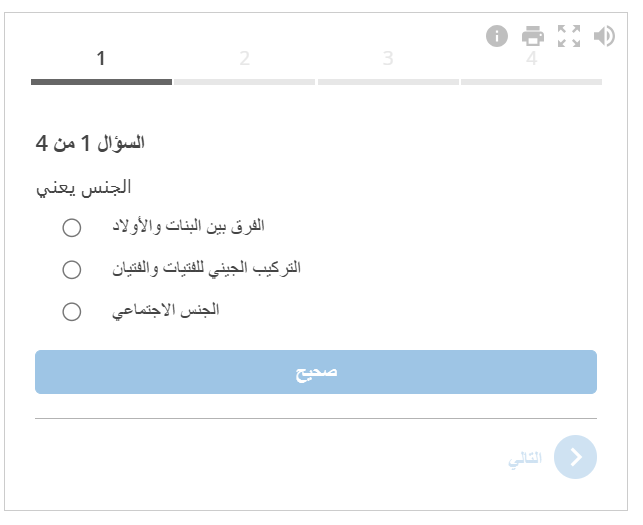 1 2 3 4
السؤال 1 من 4
الجنس يعني
الفرق بين البنات والأولاد
التركيب الجيني للفتيات والفتيان
الجنس الاجتماعي
صحيح
التالي